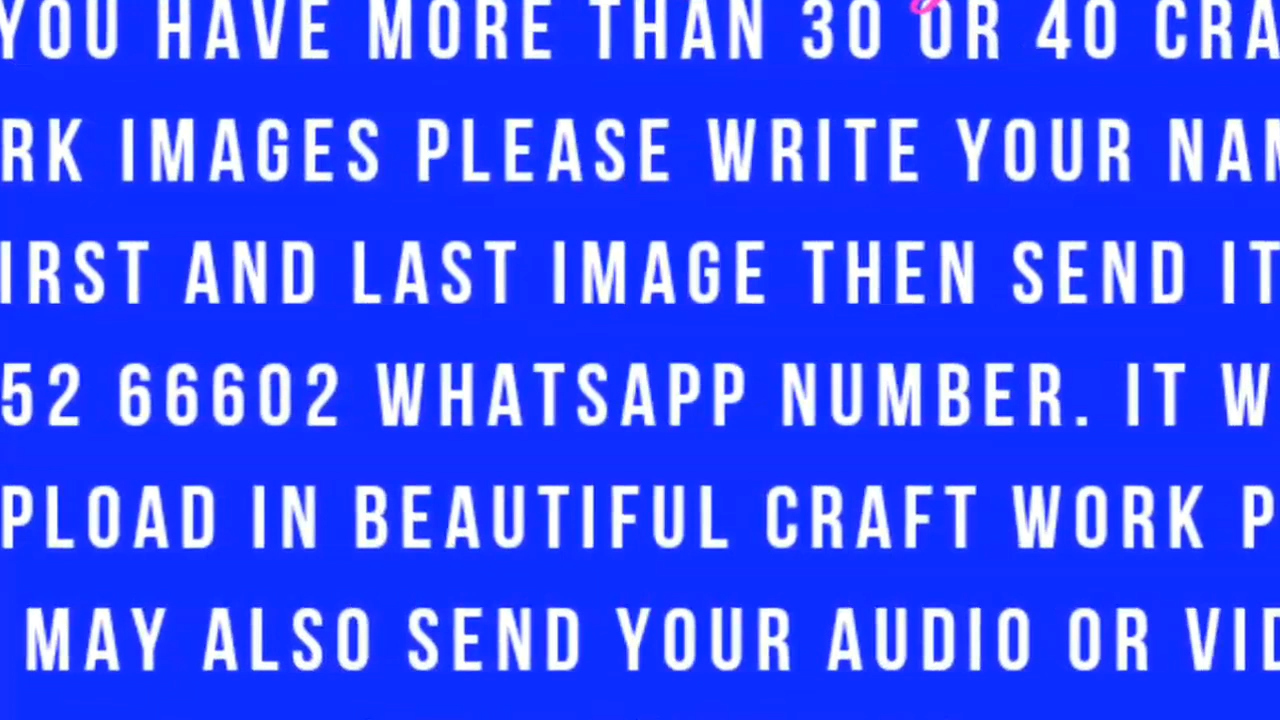 YOU HAVE MORE THAN 30 OR 40 CRA
RK IMAGES PLEASE WRITE YOUR NAM
IRST AND LAST IMAGE THEN SEND IT
52 66602 WHATSAPP NUMBER. IT W
PLOAD IN BEAUTIFUL CRAFT WORK P
MAY ALSO SEND YOUR AUDIO OR VID